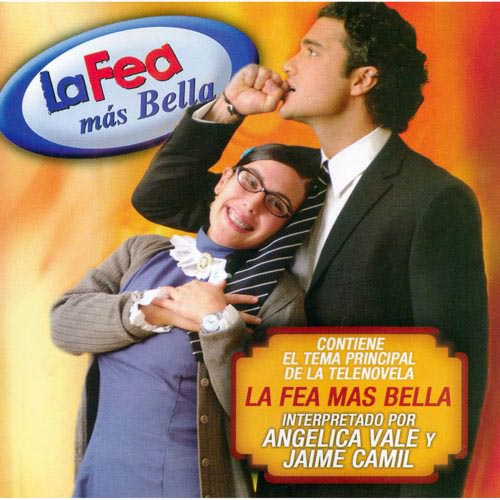 La Fea
más Bella
CONTIENE
EL TEMA PRINCIPAL
DE LA TELENOVELA
LA FEA MAS BELLA
INTERPRETADO POR
ANGELICA VALE Y
JAIME CAMIL